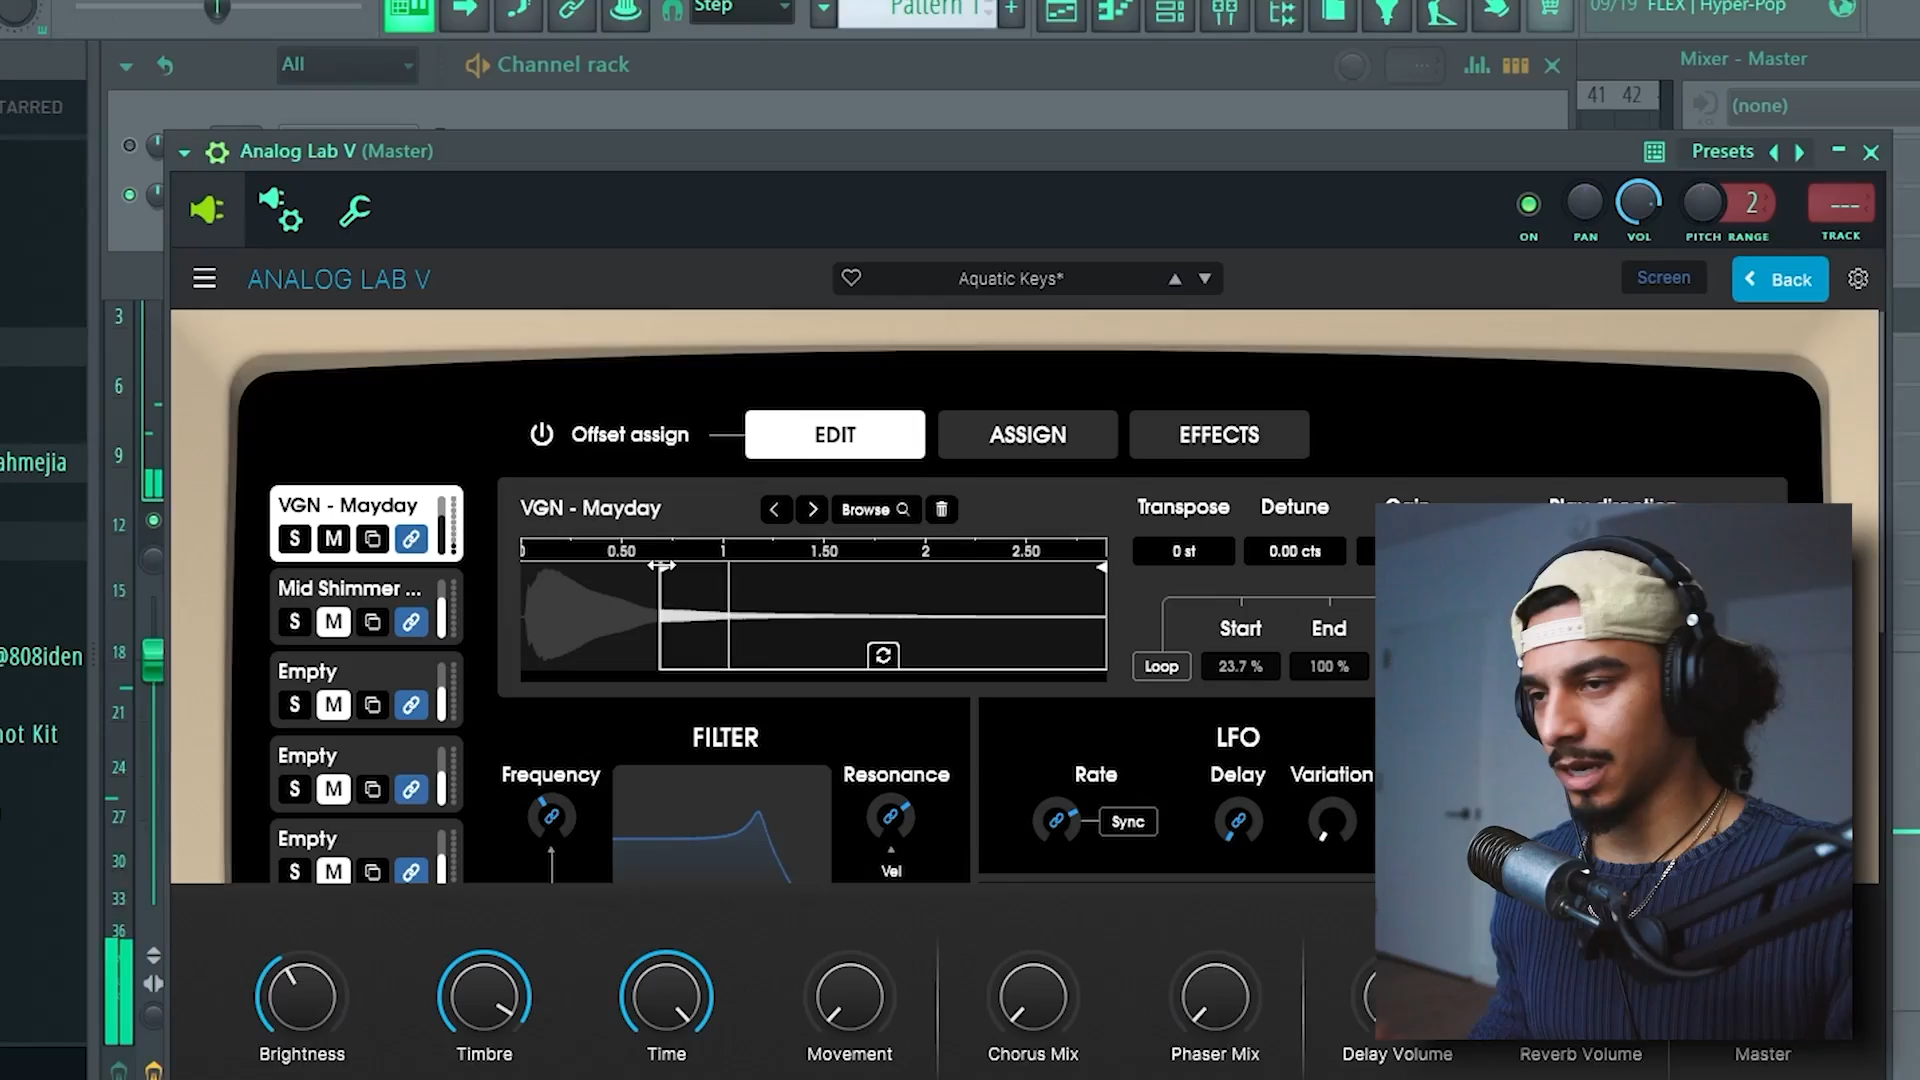 Step
Pattern 1
+
09/19 FLEX | Hyper-Pop
All
Channel rack
Mixer - Master
TARRED
41 42
(none)
Analog Lab V (Master)
Presets
2
---
ON PAN VOL PITCH RANGE TRACK
ANALOG LAB V
Aquatic Keys*
Screen
Back
3
6
9
12
15
18
21
24
27
30
33
36
ahmejia
@808iden
not Kit
Offset assign
EDIT
ASSIGN
EFFECTS
VGN - Mayday
S M
Mid Shimmer ...
S M
Empty
S M
Empty
S M
Empty
S M
VGN - Mayday
Browse
0.50 1 1.50 2 2.50
Transpose Detune
0 st 0.00 cts
Start End
Loop 23.7 % 100 %
FILTER
Frequency
Resonance
Vel
LFO
Rate Delay Variation
Sync
Brightness Timbre Time Movement Chorus Mix Phaser Mix Delay Volume Reverb Volume Master